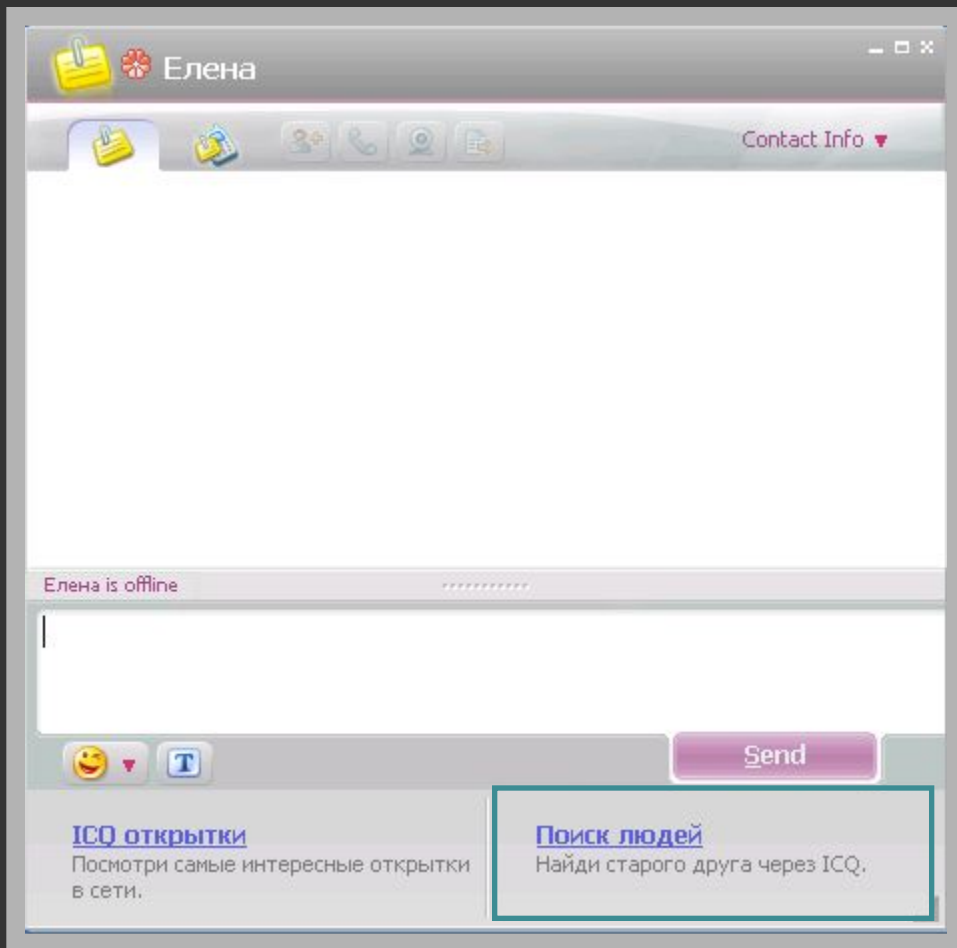 Елена
Contact Info
Елена is offline
T
Send
ICQ открытки
Посмотри самые интересные открытки
в сети.
Поиск людей
Найди старого друга через ICQ.